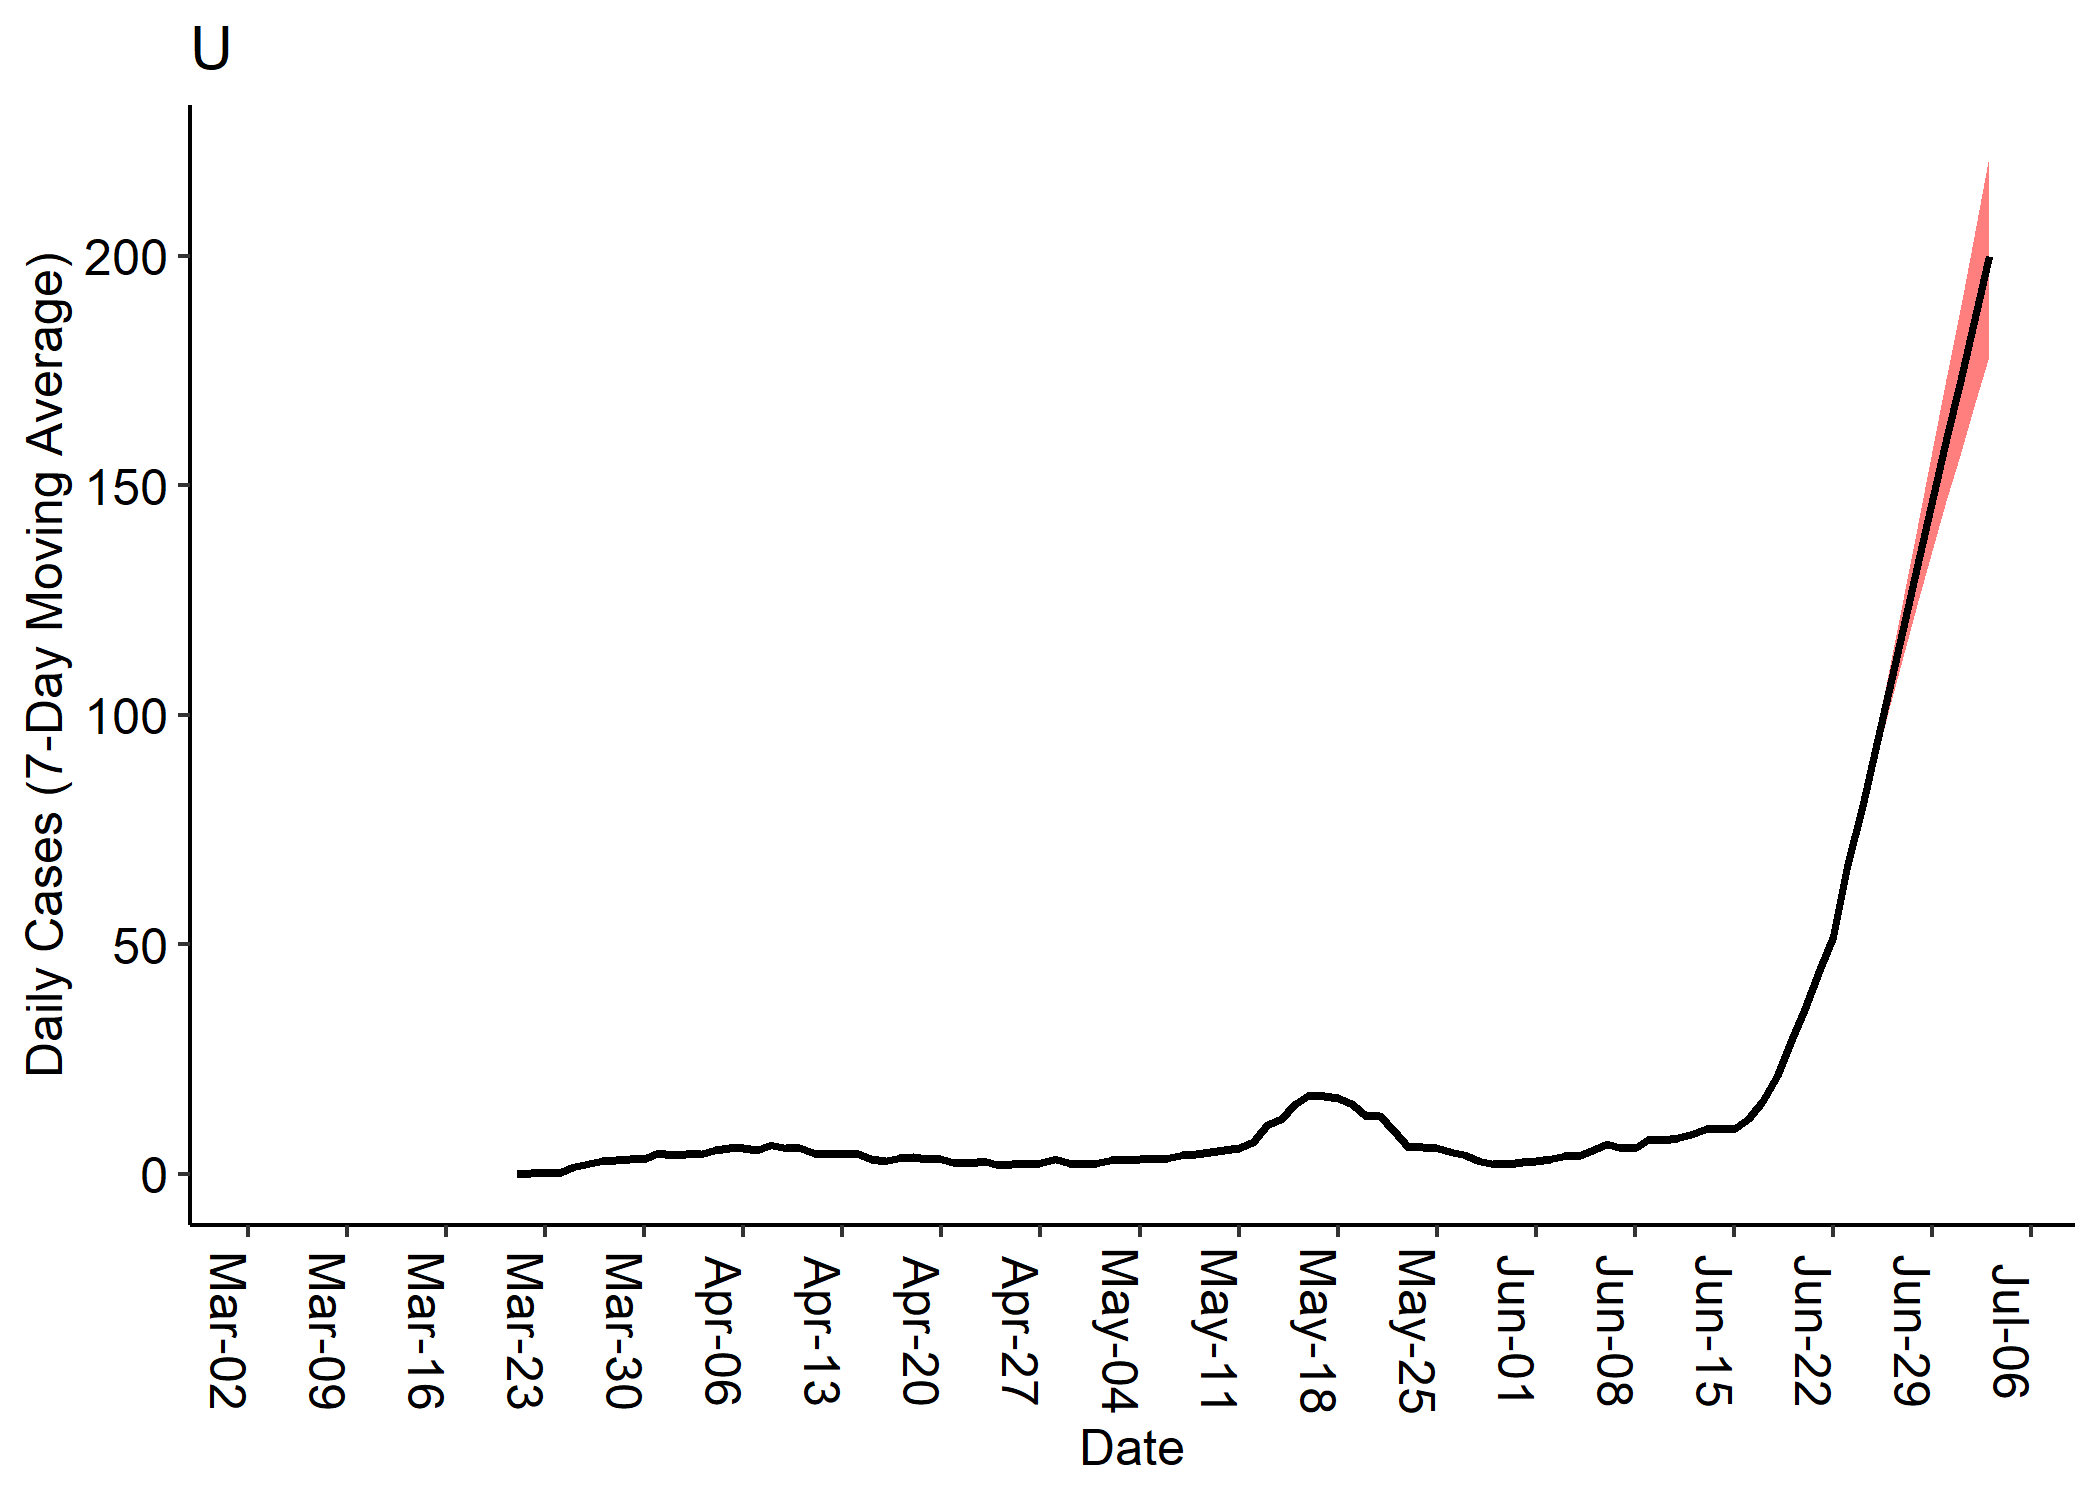 U
Daily Cases (7-Day Moving Average)
200
150
100
50
0
Mar-02
Mar-09
Mar-16
Mar-23
Mar-30
Apr-06
Apr-13
Apr-20
Apr-27
May-04
May-11
May-18
May-25
Jun-01
Jun-08
Jun-15
Jun-22
Jun-29
Jul-06
Date